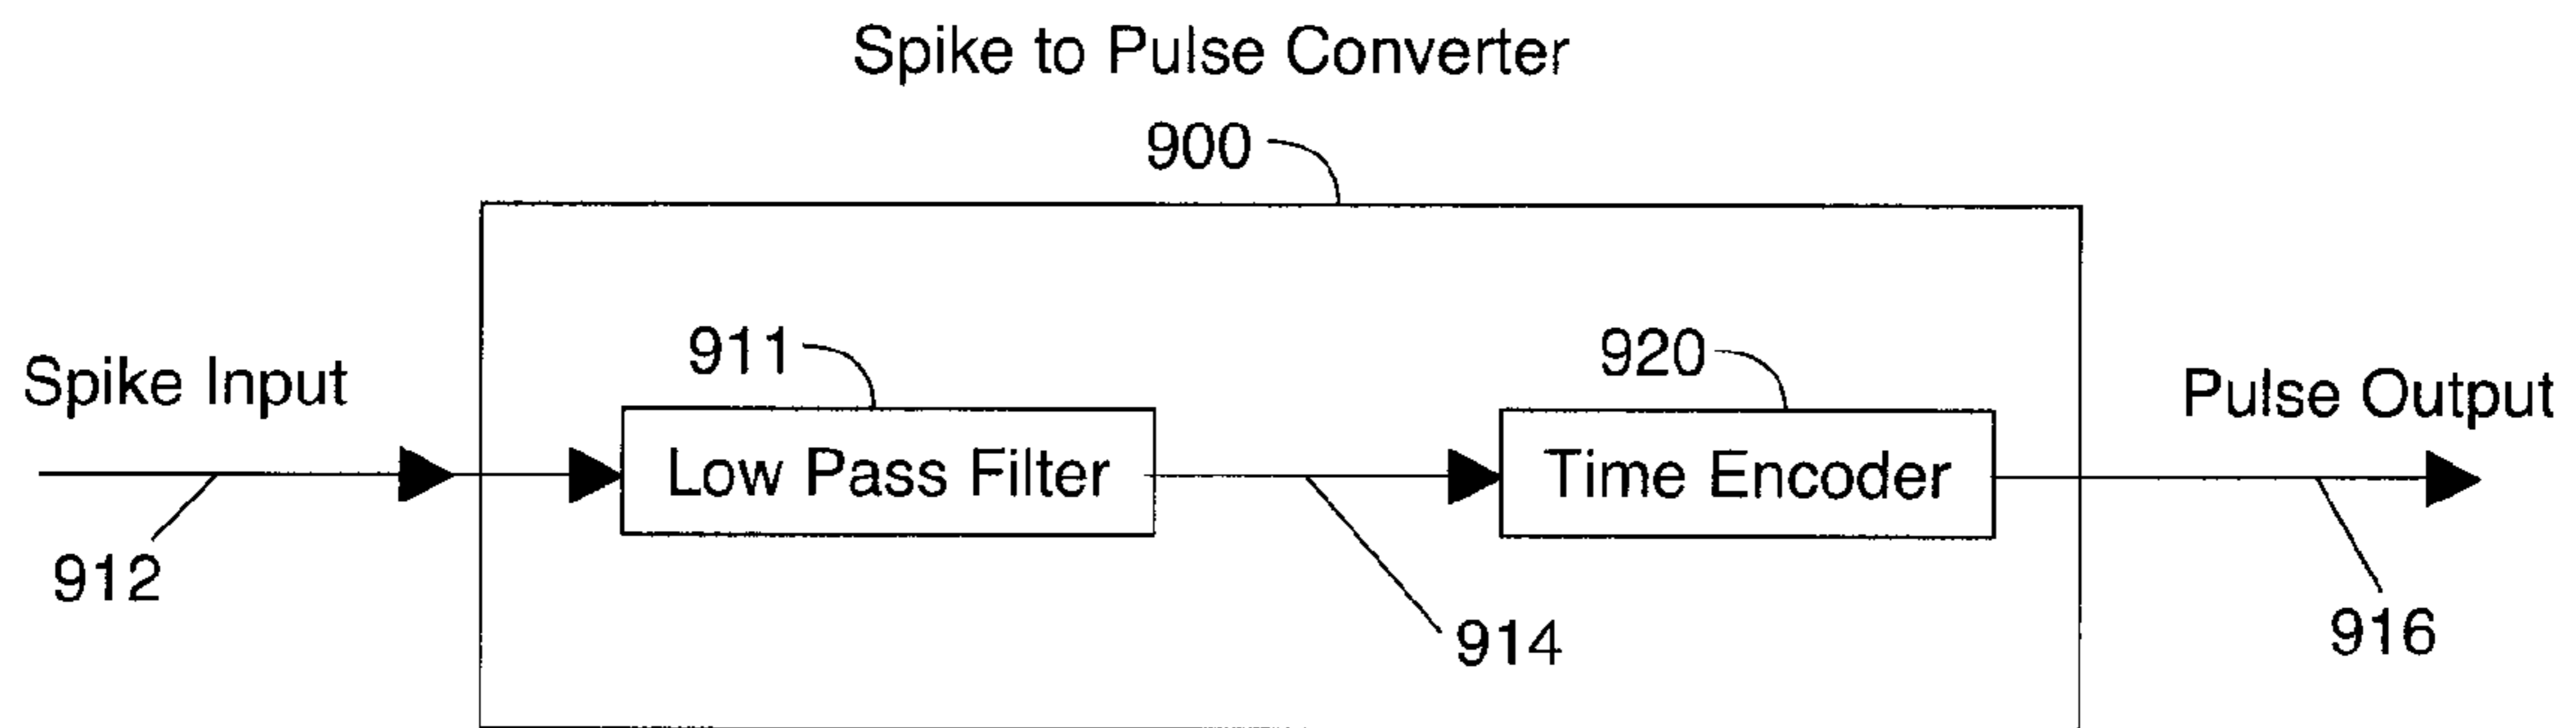 Spike to Pulse Converter
900
911
920
Spike Input
Pulse Output
Low Pass Filter
Time Encoder
912
914
916